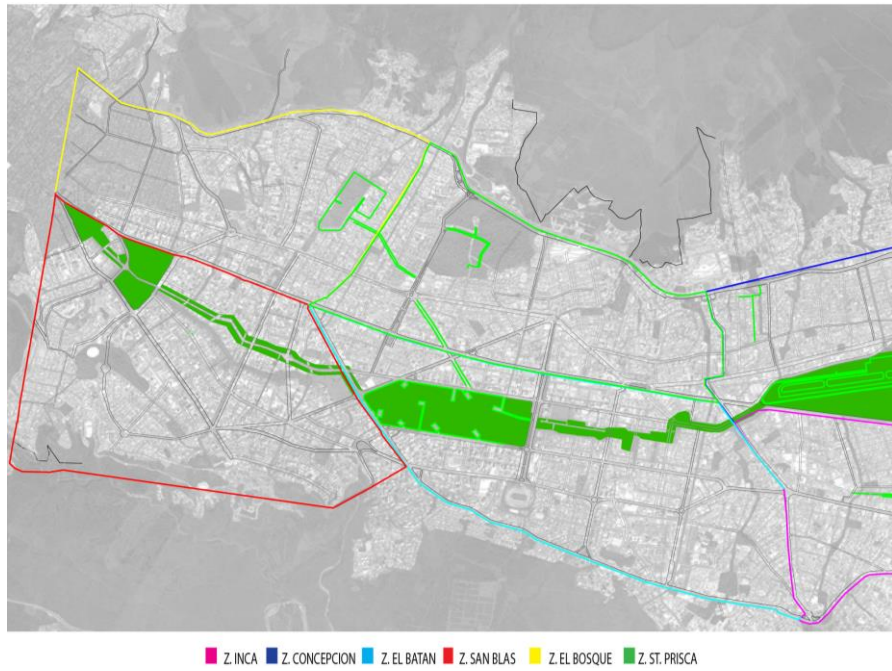 Z. INCA Z. CONCEPCION Z. EL BATAN Z. SAN BLAS Z. EL BOSQUE Z. ST. PRISCA